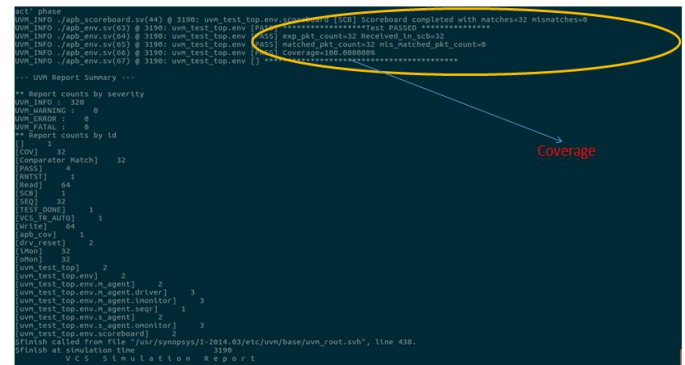 act' phase
UVM_INFO ./apb_scoreboard.sv(44) @ 3190: uvm_test_top.env.scoreboard [SCB] Scoreboard completed with matches=32 mismatches=0
UVM_INFO ./apb_env.sv(63) @ 3190: uvm_test_top.env [PASS] ******************Test PASSED ***************
UVM_INFO ./apb_env.sv(64) @ 3190: uvm_test_top.env [PASS] exp_pkt_count=32 Received_in_scb=32
UVM_INFO ./apb_env.sv(65) @ 3190: uvm_test_top.env [PASS] matched_pkt_count=32 Mis_matched_pkt_count=0
UVM_INFO ./apb_env.sv(66) @ 3190: uvm_test_top.env [PASS] Coverage=100.000000%
UVM_INFO ./apb_env.sv(67) @ 3190: uvm_test_top.env [] ******************************************
--- UVM Report Summary ---
** Report counts by severity
UVM_INFO : 320
UVM_WARNING : 0
UVM_ERROR : 0
UVM_FATAL : 0
** Report counts by id
[] 1
[COV] 32
[Comparator Match] 32
[PASS] 4
[RNTST] 1
[Read] 64
[SCB] 1
[SEQ] 32
[TEST_DONE] 1
[VCS_TR_AUTO] 1
[Write] 64
[apb_cov] 1
[drv_reset] 2
[iMon] 32
[oMon] 32
[uvm_test_top] 2
[uvm_test_top.env] 2
[uvm_test_top.env.m_agent] 2
[uvm_test_top.env.m_agent.driver] 3
[uvm_test_top.env.m_agent.imonitor] 3
[uvm_test_top.env.m_agent.seqr] 1
[uvm_test_top.env.s_agent] 2
[uvm_test_top.env.s_agent.omonitor] 3
[uvm_test_top.env.scoreboard] 2
$finish called from file "/usr/synopsys/I-2014.03/etc/uvm/base/uvm_root.svh", line 438.
$finish at simulation time 3190
V C S S i m u l a t i o n R e p o r t
Coverage